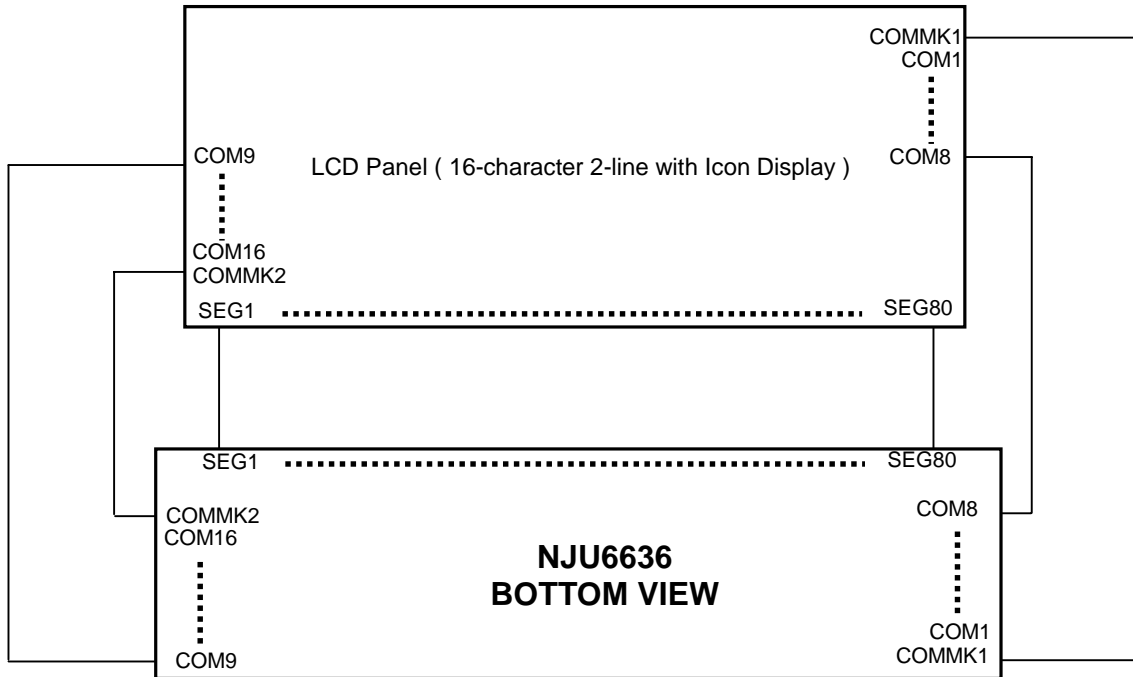 COMMK1
COM1
COM9
LCD Panel ( 16-character 2-line with Icon Display )
COM8
COM16
COMMK2
SEG1
SEG80
SEG1
SEG80
COMMK2
COM16
COM8
NJU6636
BOTTOM VIEW
COM9
COM1
COMMK1